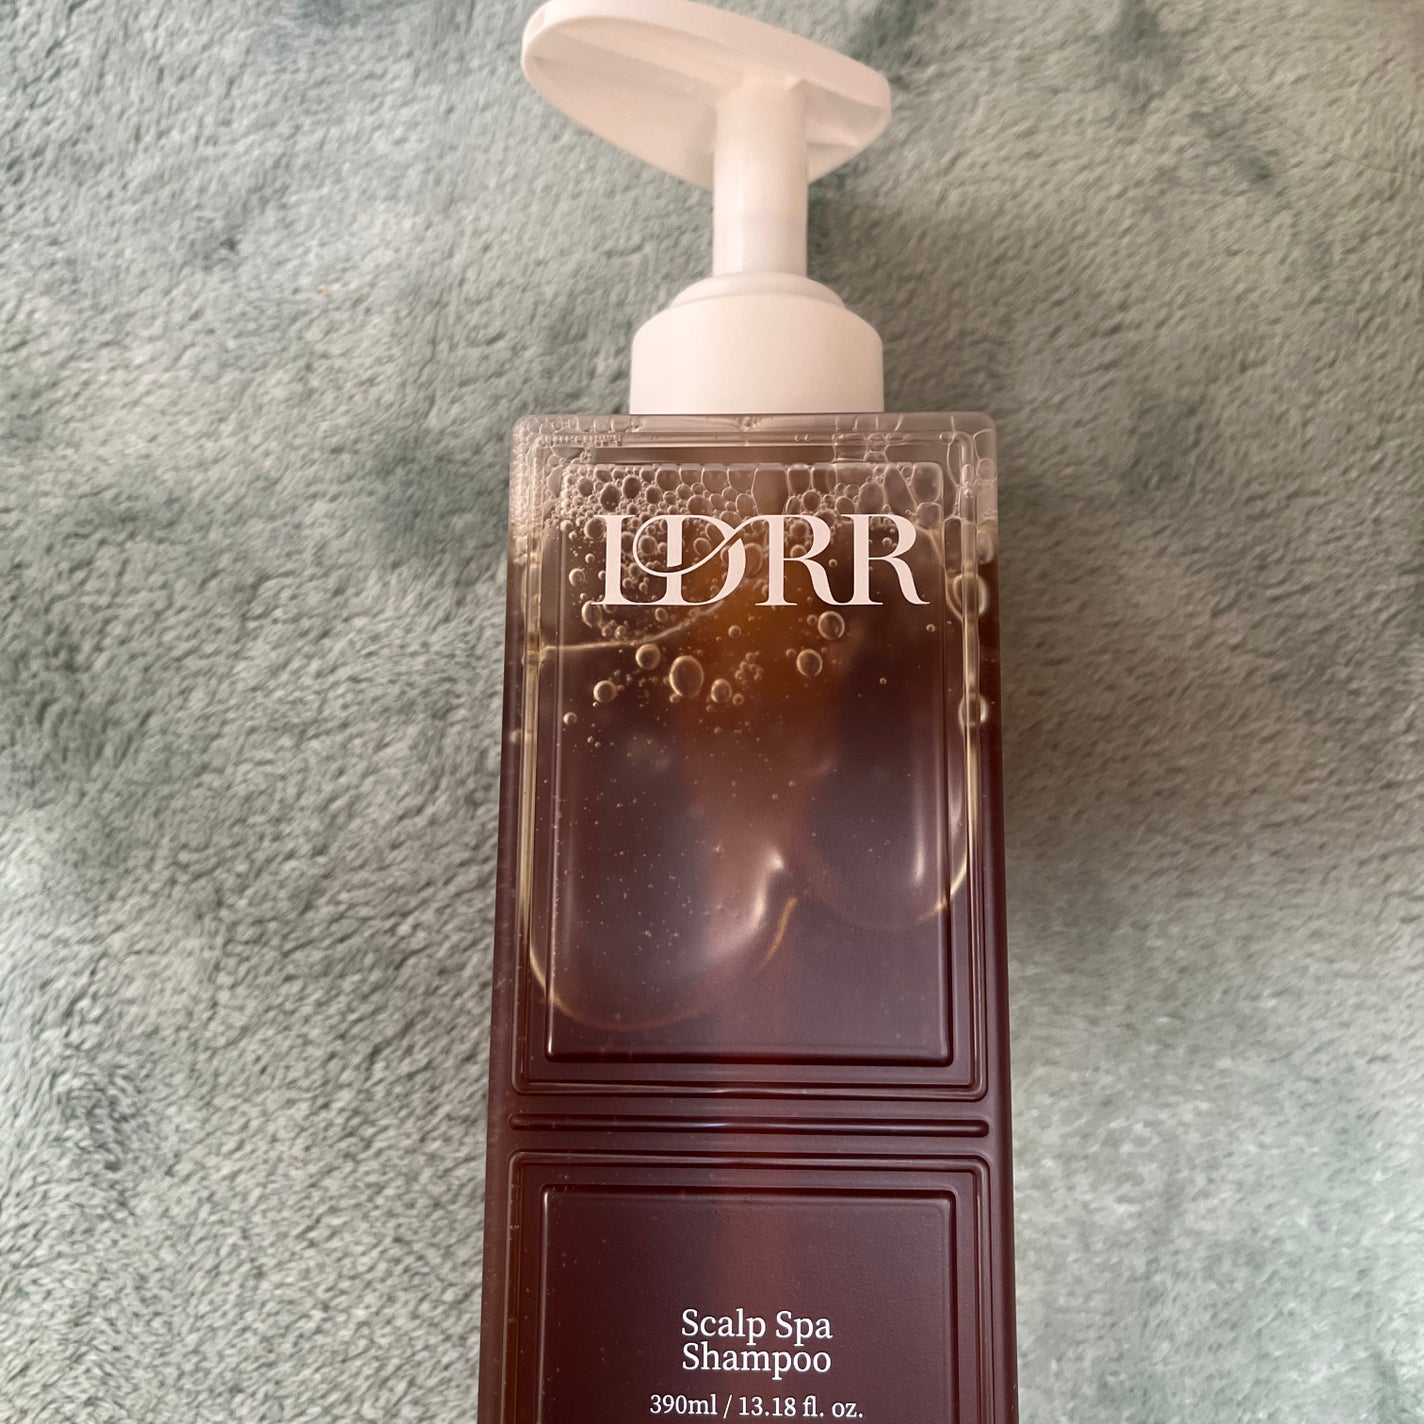 LDRR
Scalp Spa
Shampoo
390ml / 13.18 fl. oz.